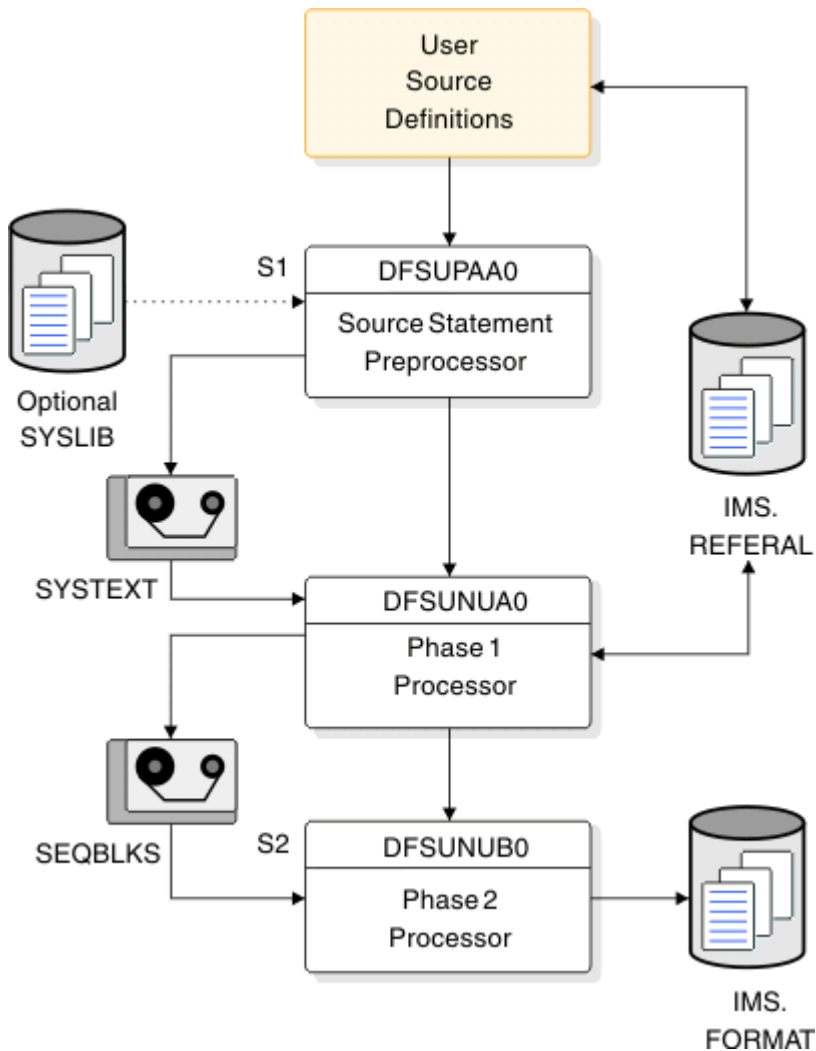 User
Source
Definitions
S1
DFSUPAA0
Source Statement
Preprocessor
Optional
SYSLIB
IMS.
REFERAL
SYSTEXT
DFSUNUA0
Phase 1
Processor
SEQBLKS
S2
DFSUNUB0
Phase 2
Processor
IMS.
FORMAT